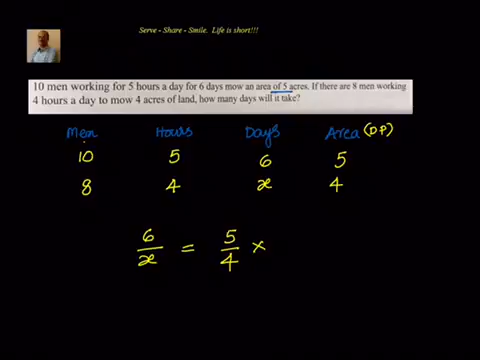 Serve - Share - Smile. Life is short!!!
10 men working for 5 hours a day for 6 days mow an area of 5 acres. If there are 8 men working
4 hours a day to mow 4 acres of land, how many days will it take?
Men Hours Days Area (DP)
10 5 6 5
8 4 x 4
6/x = 5/4 ×